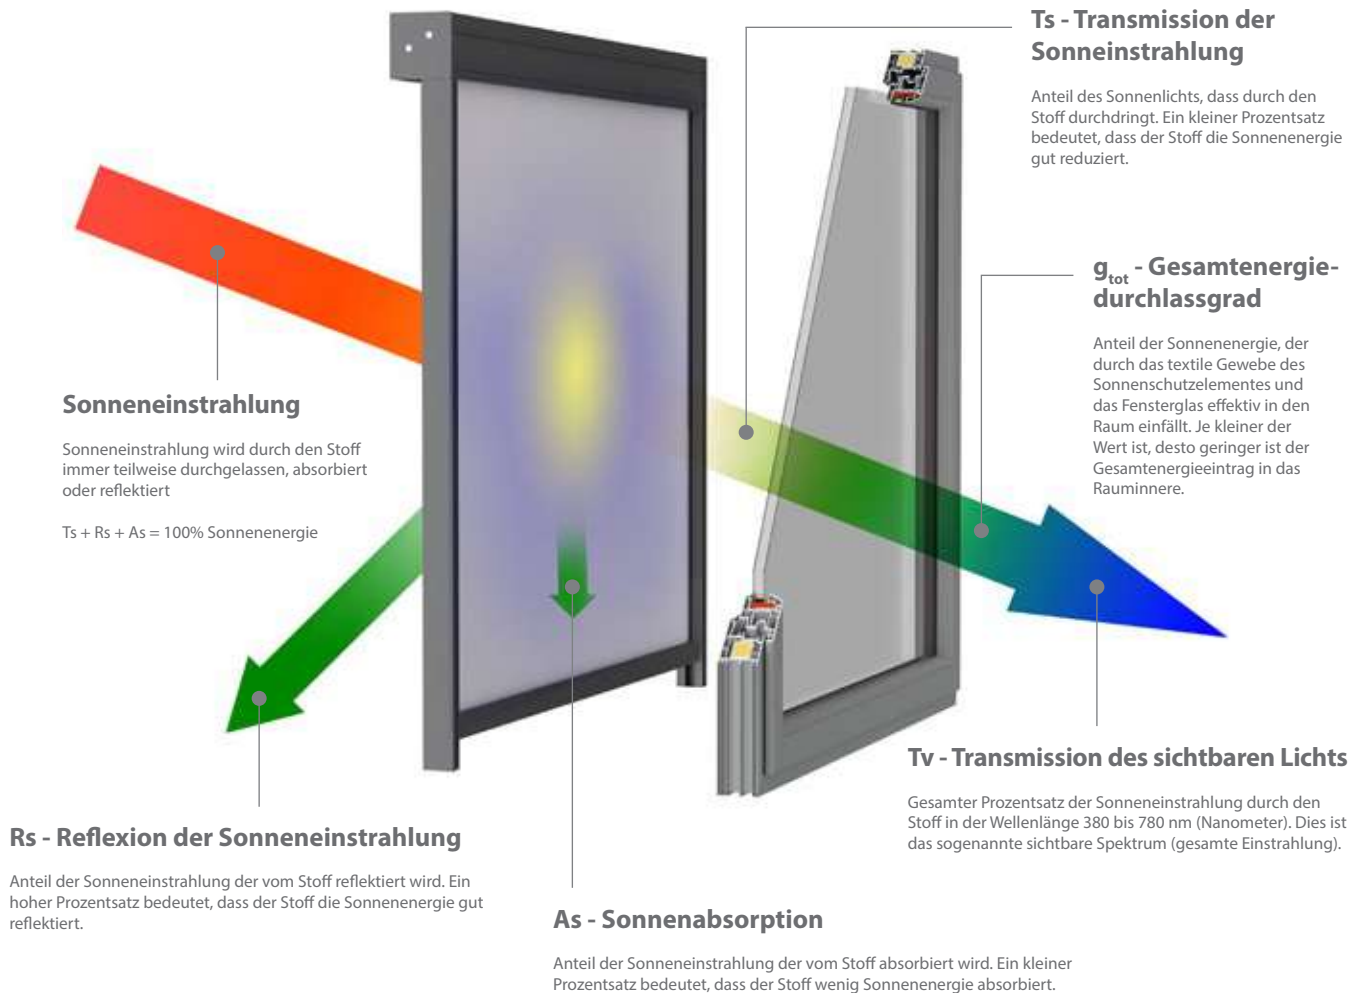 Ts - Transmission der
Sonneinstrahlung
Anteil des Sonnenlichts, dass durch den
Stoff durchdringt. Ein kleiner Prozentsatz
bedeutet, dass der Stoff die Sonnenenergie
gut reduziert.
gtot - Gesamtenergie-
durchlassgrad
Anteil der Sonnenenergie, der
durch das textile Gewebe des
Sonnenschutzelementes und
das Fensterglas effektiv in den
Raum einfällt. Je kleiner der
Wert ist, desto geringer ist der
Gesamtenergieeintrag in das
Rauminnere.
Sonneneinstrahlung
Sonneneinstrahlung wird durch den Stoff
immer teilweise durchgelassen, absorbiert
oder reflektiert
Ts + Rs + As = 100% Sonnenenergie
Tv - Transmission des sichtbaren Lichts
Gesamter Prozentsatz der Sonneneinstrahlung durch den
Stoff in der Wellenlänge 380 bis 780 nm (Nanometer). Dies ist
das sogenannte sichtbare Spektrum (gesamte Einstrahlung).
Rs - Reflexion der Sonneneinstrahlung
Anteil der Sonneneinstrahlung der vom Stoff reflektiert wird. Ein
hoher Prozentsatz bedeutet, dass der Stoff die Sonnenenergie gut
reflektiert.
As - Sonnenabsorption
Anteil der Sonneneinstrahlung der vom Stoff absorbiert wird. Ein kleiner
Prozentsatz bedeutet, dass der Stoff wenig Sonnenenergie absorbiert.